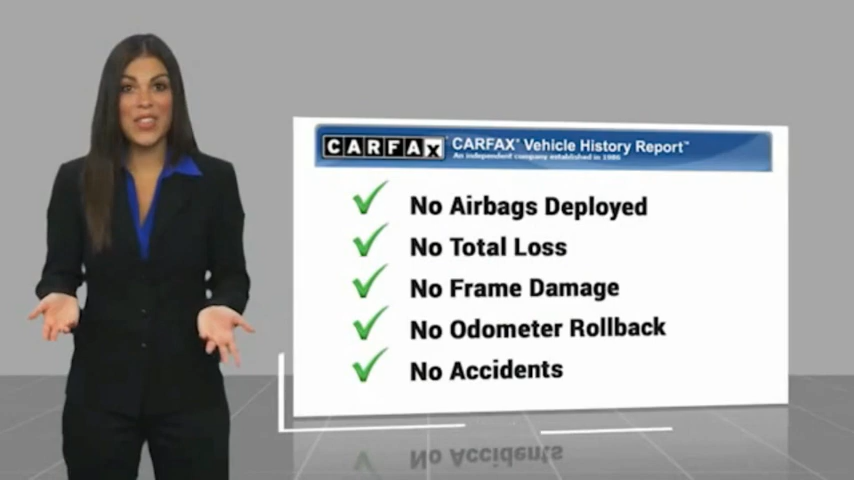 CARFAX CARFAX® Vehicle History Report™
An independent company established in 1986
No Airbags Deployed
No Total Loss
No Frame Damage
No Odometer Rollback
No Accidents
No Accidents